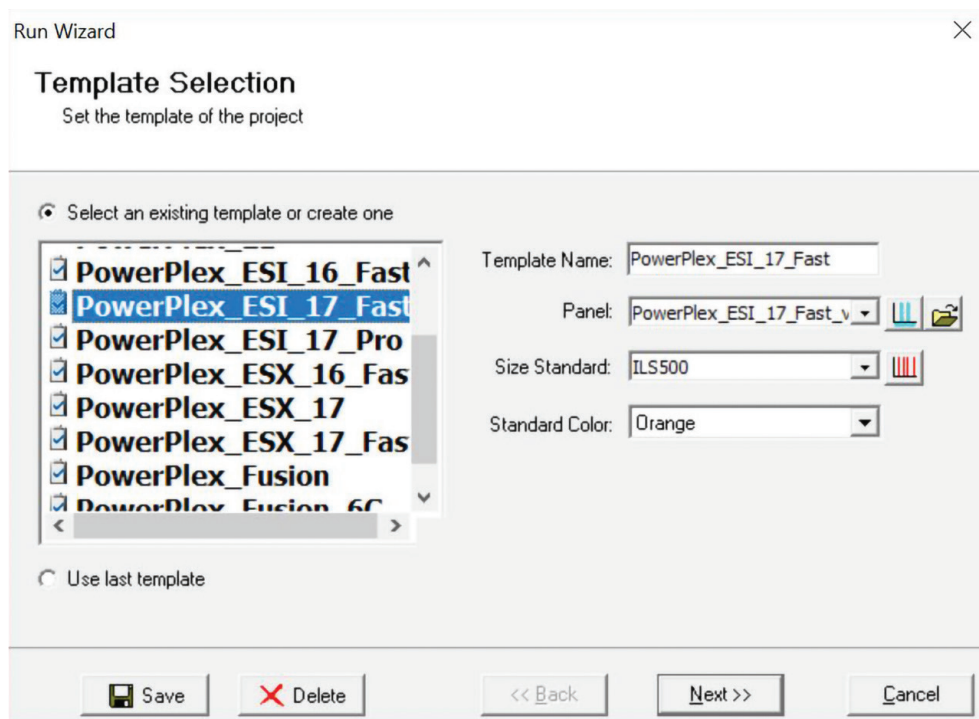 Run Wizard
Template Selection
Set the template of the project
Select an existing template or create one
PowerPlex_ESI_16_Fast
PowerPlex_ESI_17_Fast
PowerPlex_ESI_17_Pro
PowerPlex_ESX_16_Fas
PowerPlex_ESX_17
PowerPlex_ESX_17_Fas
PowerPlex_Fusion
PowerPlex_Fusion_6C
Template Name: PowerPlex_ESI_17_Fast
Panel: PowerPlex_ESI_17_Fast_v
Size Standard: ILS500
Standard Color: Orange
Use last template
Save Delete << Back Next >> Cancel